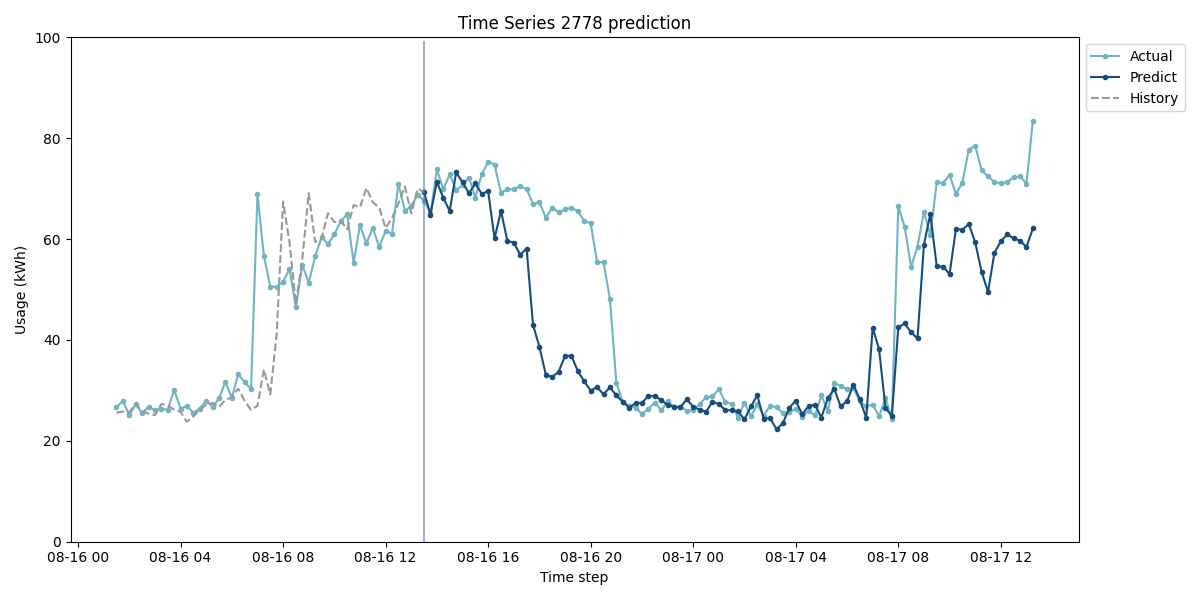 Time Series 2778 prediction
Usage (kWh)
100
80
60
40
20
0
08-16 00
08-16 04
08-16 08
08-16 12
08-16 16
08-16 20
08-17 00
08-17 04
08-17 08
08-17 12
Time step
Actual
Predict
History